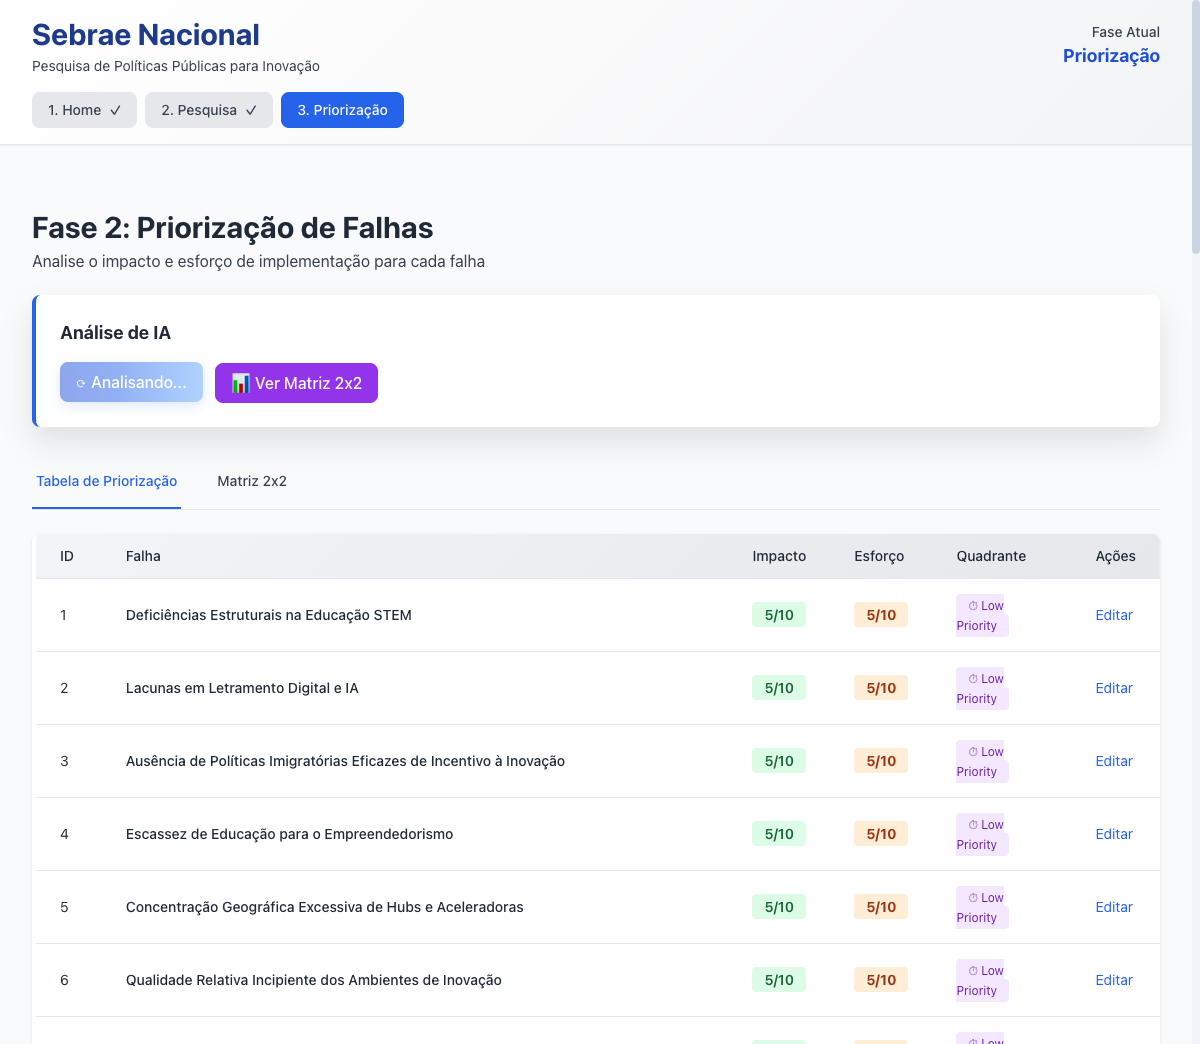 Sebrae Nacional
Pesquisa de Políticas Públicas para Inovação
Fase Atual
Priorização
1. Home ✓
2. Pesquisa ✓
3. Priorização
Fase 2: Priorização de Falhas
Analise o impacto e esforço de implementação para cada falha
Análise de IA
⟳ Analisando...
📊 Ver Matriz 2x2
Tabela de Priorização
Matriz 2x2
ID Falha Impacto Esforço Quadrante Ações
1 Deficiências Estruturais na Educação STEM 5/10 5/10 ⏱ Low Priority Editar
2 Lacunas em Letramento Digital e IA 5/10 5/10 ⏱ Low Priority Editar
3 Ausência de Políticas Imigratórias Eficazes de Incentivo à Inovação 5/10 5/10 ⏱ Low Priority Editar
4 Escassez de Educação para o Empreendedorismo 5/10 5/10 ⏱ Low Priority Editar
5 Concentração Geográfica Excessiva de Hubs e Aceleradoras 5/10 5/10 ⏱ Low Priority Editar
6 Qualidade Relativa Incipiente dos Ambientes de Inovação 5/10 5/10 ⏱ Low Priority Editar